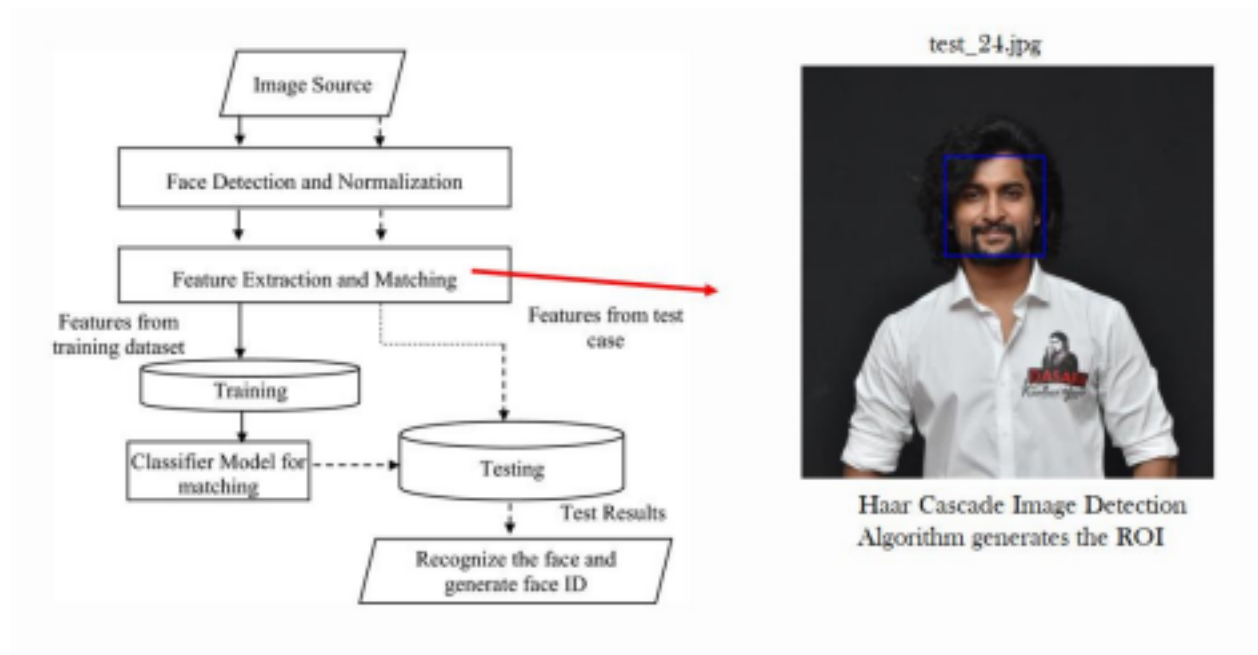 Image Source
Face Detection and Normalization
Feature Extraction and Matching
Features from
training dataset
Features from test
case
Training
Classifier Model for
matching
Testing
Test Results
Recognize the face and
generate face ID
test_24.jpg
Haar Cascade Image Detection
Algorithm generates the ROI